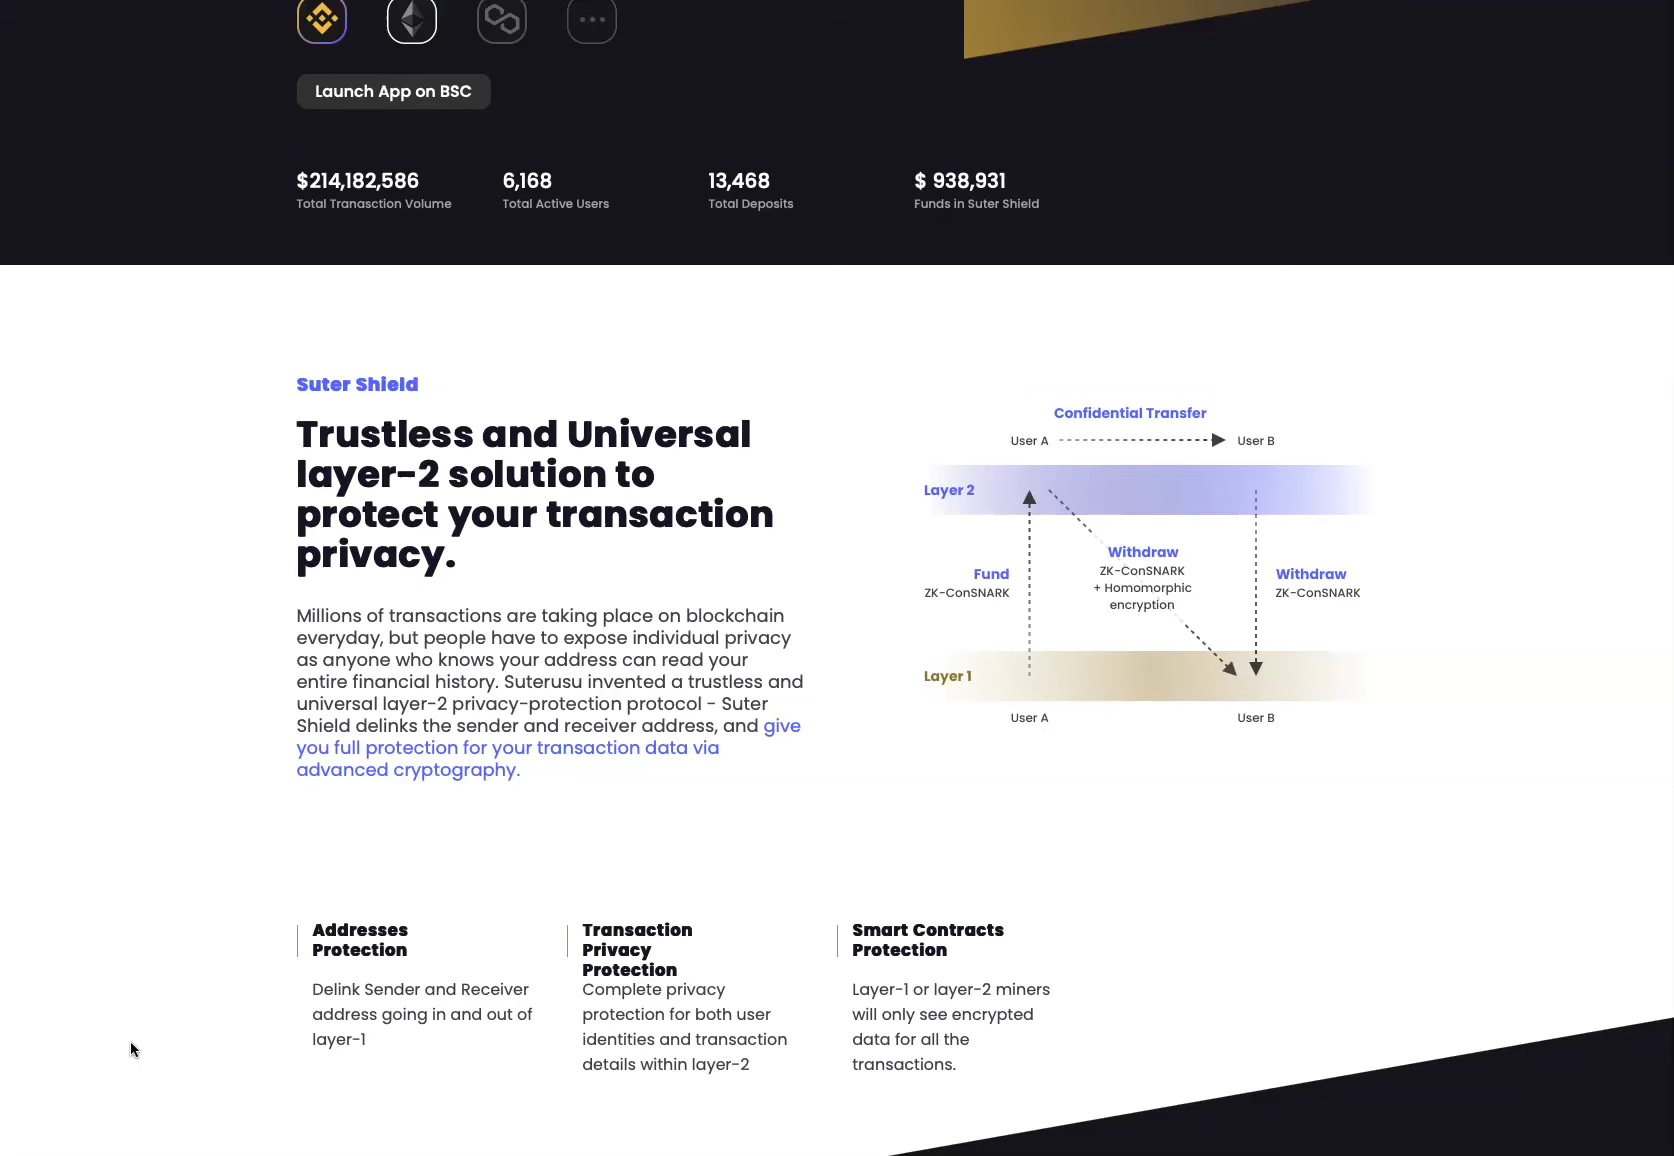 Launch App on BSC
$214,182,586
Total Tranasction Volume
6,168
Total Active Users
13,468
Total Deposits
$ 938,931
Funds in Suter Shield
Suter Shield
Trustless and Universal
layer-2 solution to
protect your transaction
privacy.
Millions of transactions are taking place on blockchain
everyday, but people have to expose individual privacy
as anyone who knows your address can read your
entire financial history. Suterusu invented a trustless and
universal layer-2 privacy-protection protocol - Suter
Shield delinks the sender and receiver address, and give
you full protection for your transaction data via
advanced cryptography.
Confidential Transfer
User A
User B
Layer 2
Withdraw
ZK-ConSNARK
+ Homomorphic
encryption
Fund
ZK-ConSNARK
Withdraw
ZK-ConSNARK
Layer 1
User A
User B
Addresses
Protection
Delink Sender and Receiver
address going in and out of
layer-1
Transaction
Privacy
Protection
Complete privacy
protection for both user
identities and transaction
details within layer-2
Smart Contracts
Protection
Layer-1 or layer-2 miners
will only see encrypted
data for all the
transactions.